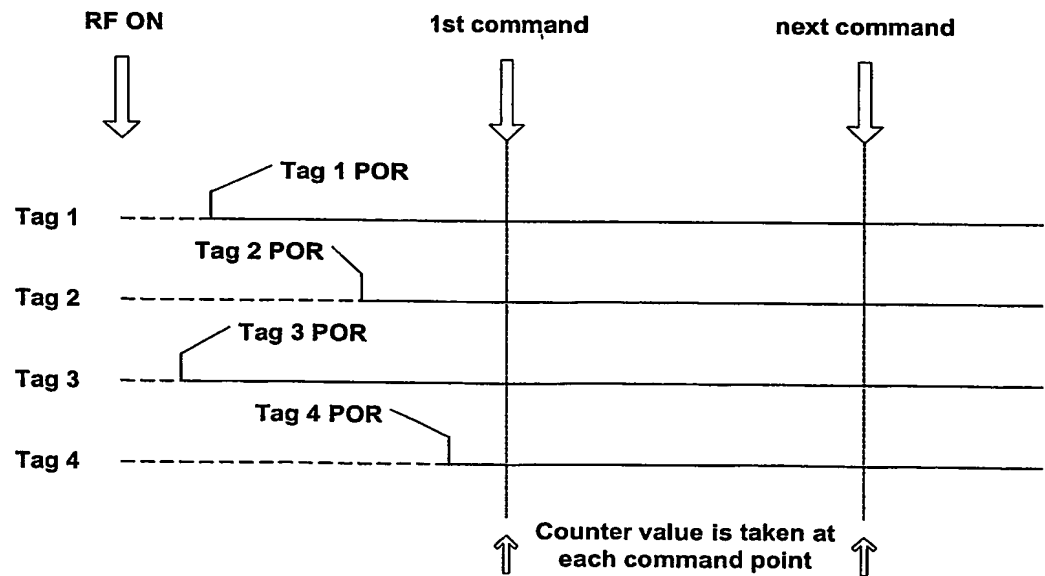 RF ON
1st command
next command
Tag 1 POR
Tag 1
Tag 2 POR
Tag 2
Tag 3 POR
Tag 3
Tag 4 POR
Tag 4
Counter value is taken at
each command point